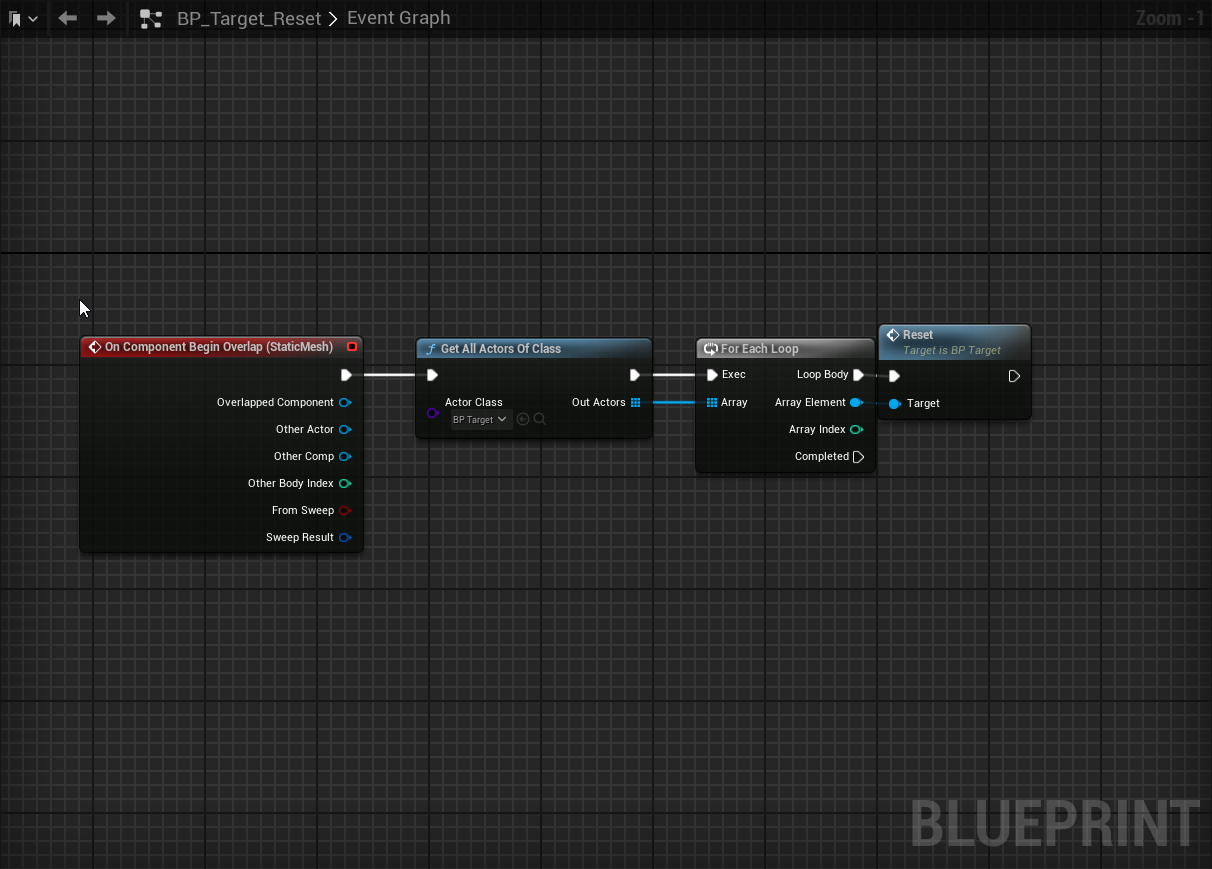 BP_Target_Reset > Event Graph
Zoom -1
On Component Begin Overlap (StaticMesh)
Overlapped Component
Other Actor
Other Comp
Other Body Index
From Sweep
Sweep Result
f Get All Actors Of Class
Actor Class
BP Target
Out Actors
For Each Loop
Exec
Loop Body
Array
Array Element
Array Index
Completed
Reset
Target is BP Target
Target
BLUEPRINT